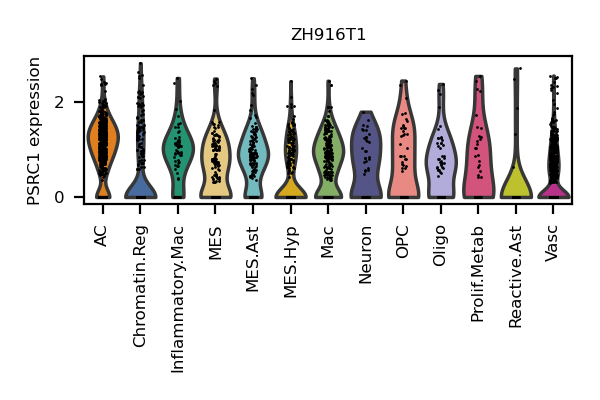 ZH916T1
PSRC1 expression
2
0
AC
Chromatin.Reg
Inflammatory.Mac
MES
MES.Ast
MES.Hyp
Mac
Neuron
OPC
Oligo
Prolif.Metab
Reactive.Ast
Vasc